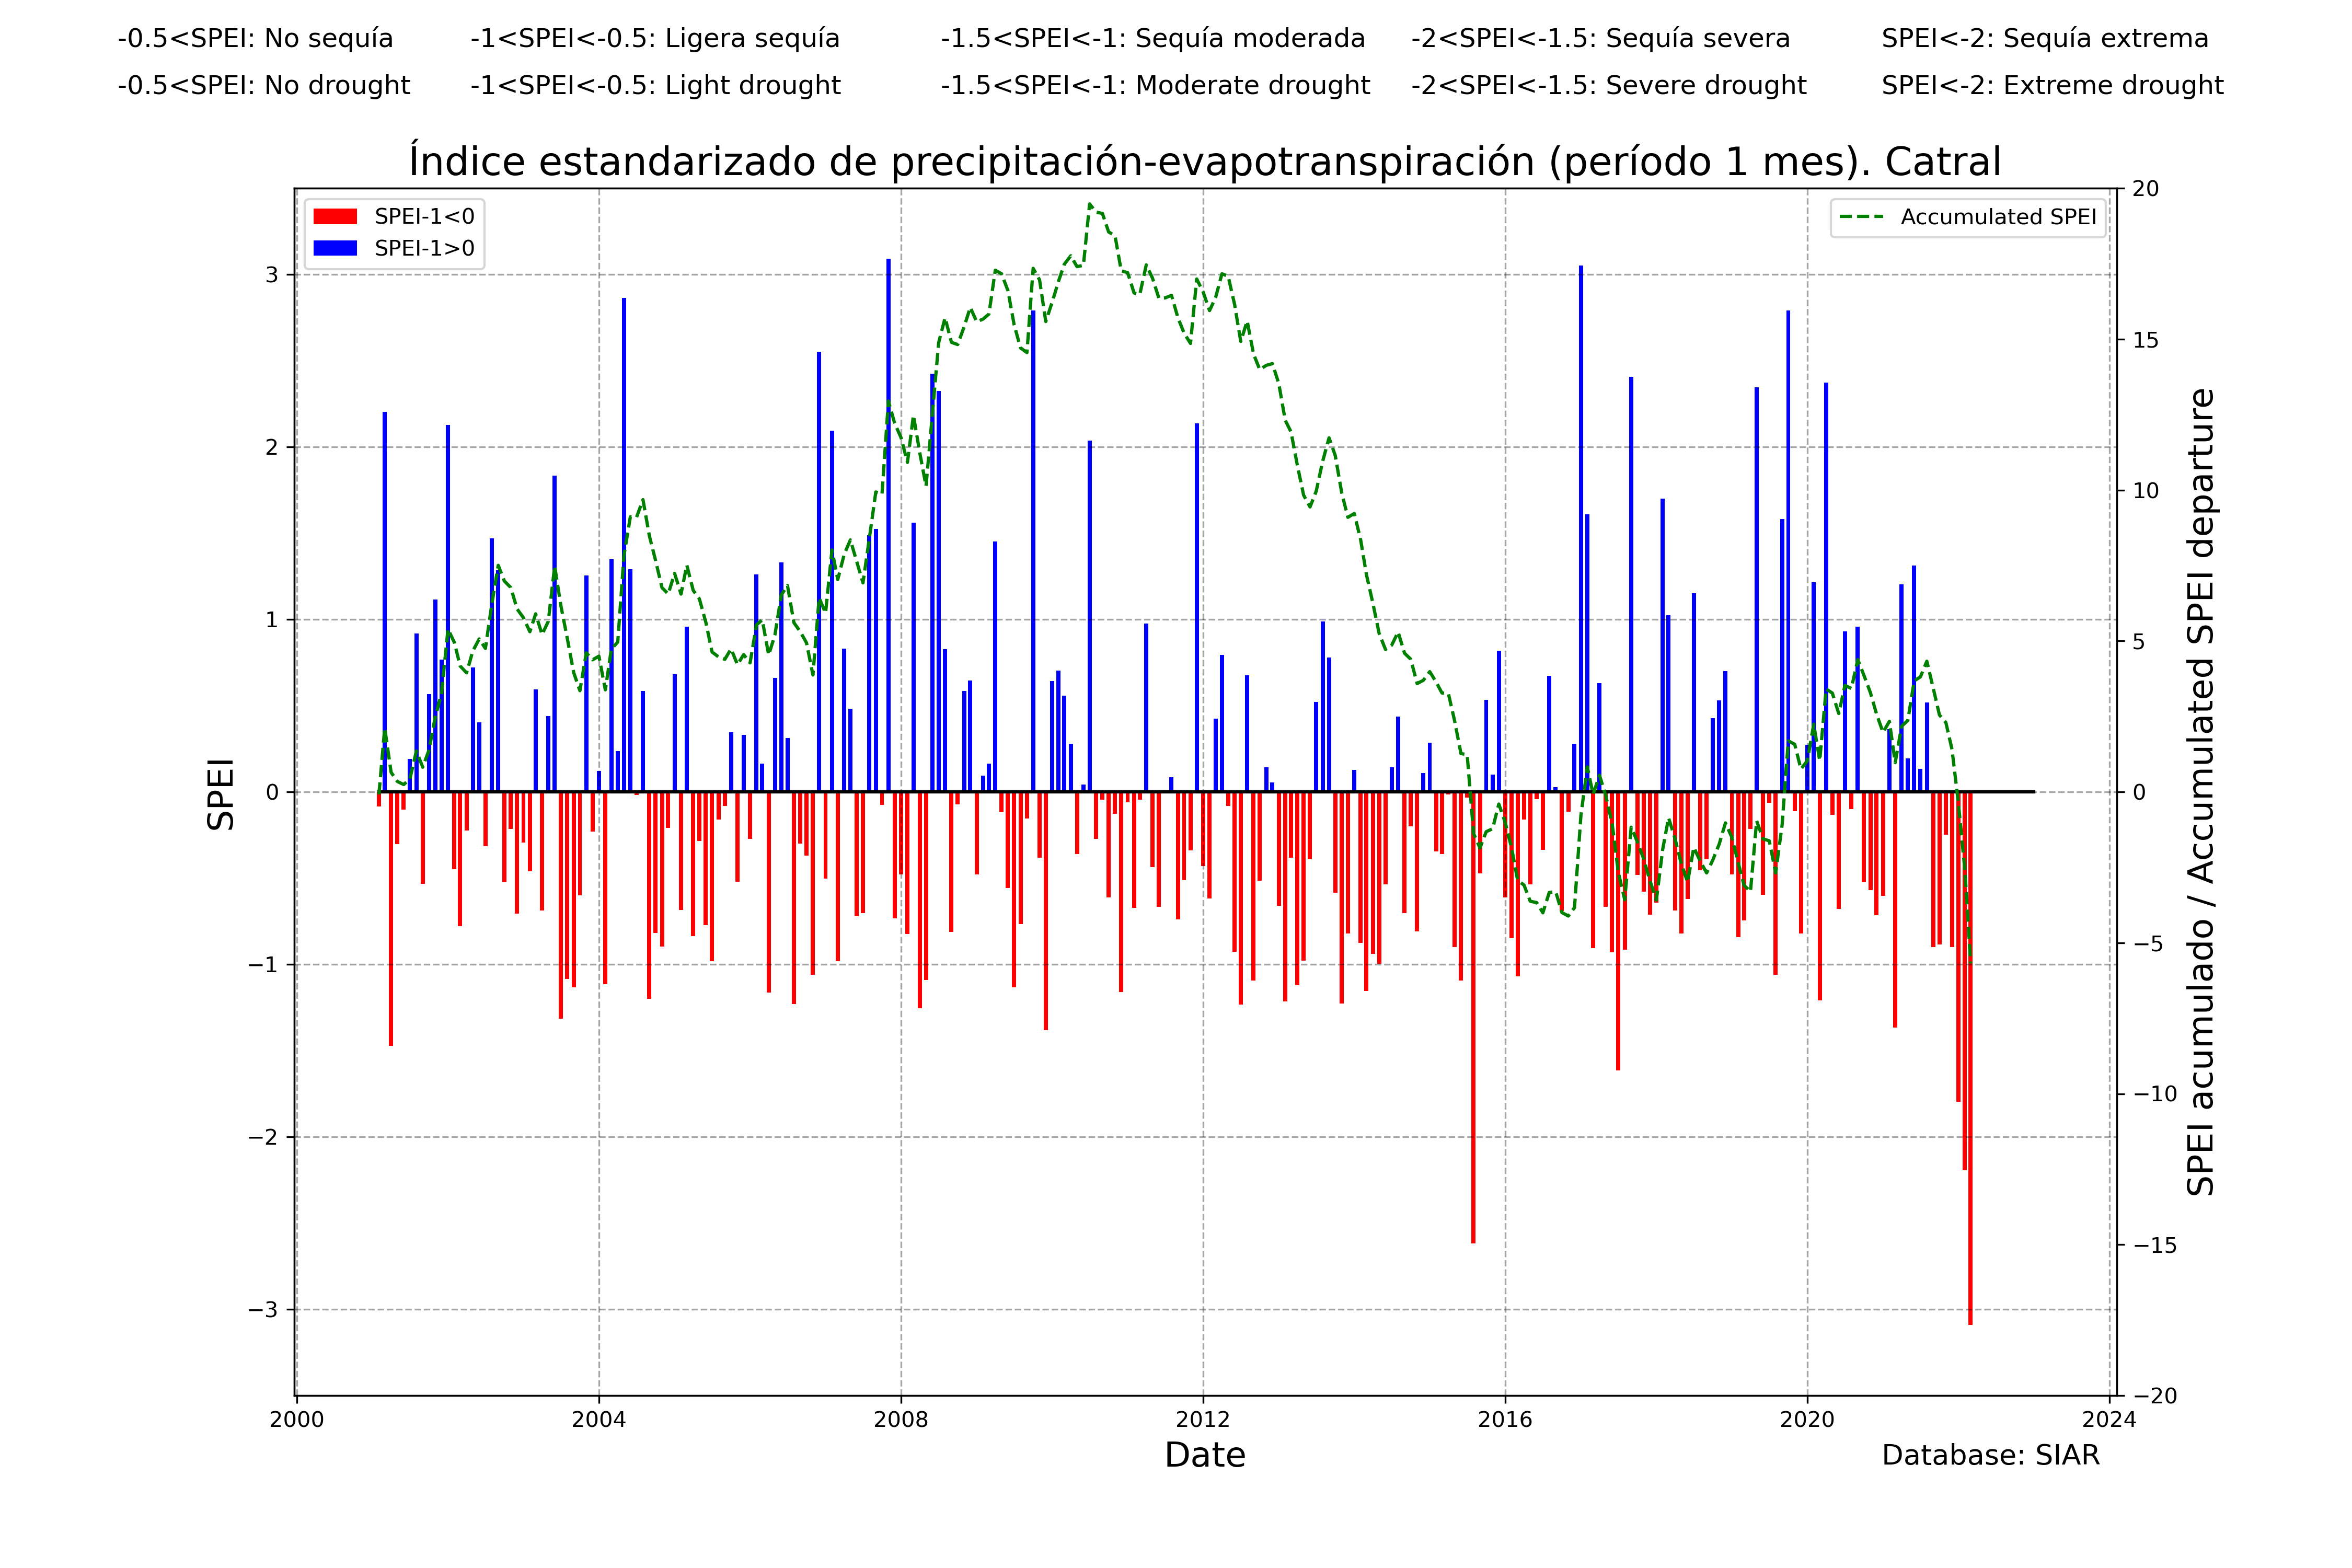 -0.5<SPEI: No sequía -1<SPEI<-0.5: Ligera sequía -1.5<SPEI<-1: Sequía moderada -2<SPEI<-1.5: Sequía severa SPEI<-2: Sequía extrema
-0.5<SPEI: No drought -1<SPEI<-0.5: Light drought -1.5<SPEI<-1: Moderate drought -2<SPEI<-1.5: Severe drought SPEI<-2: Extreme drought
Índice estandarizado de precipitación-evapotranspiración (período 1 mes). Catral
SPEI-1<0
SPEI-1>0
Accumulated SPEI
SPEI
3
2
1
0
−1
−2
−3
20
15
10
5
0
−5
−10
−15
−20
SPEI acumulado / Accumulated SPEI departure
2000 2004 2008 2012 2016 2020 2024
Date
Database: SIAR